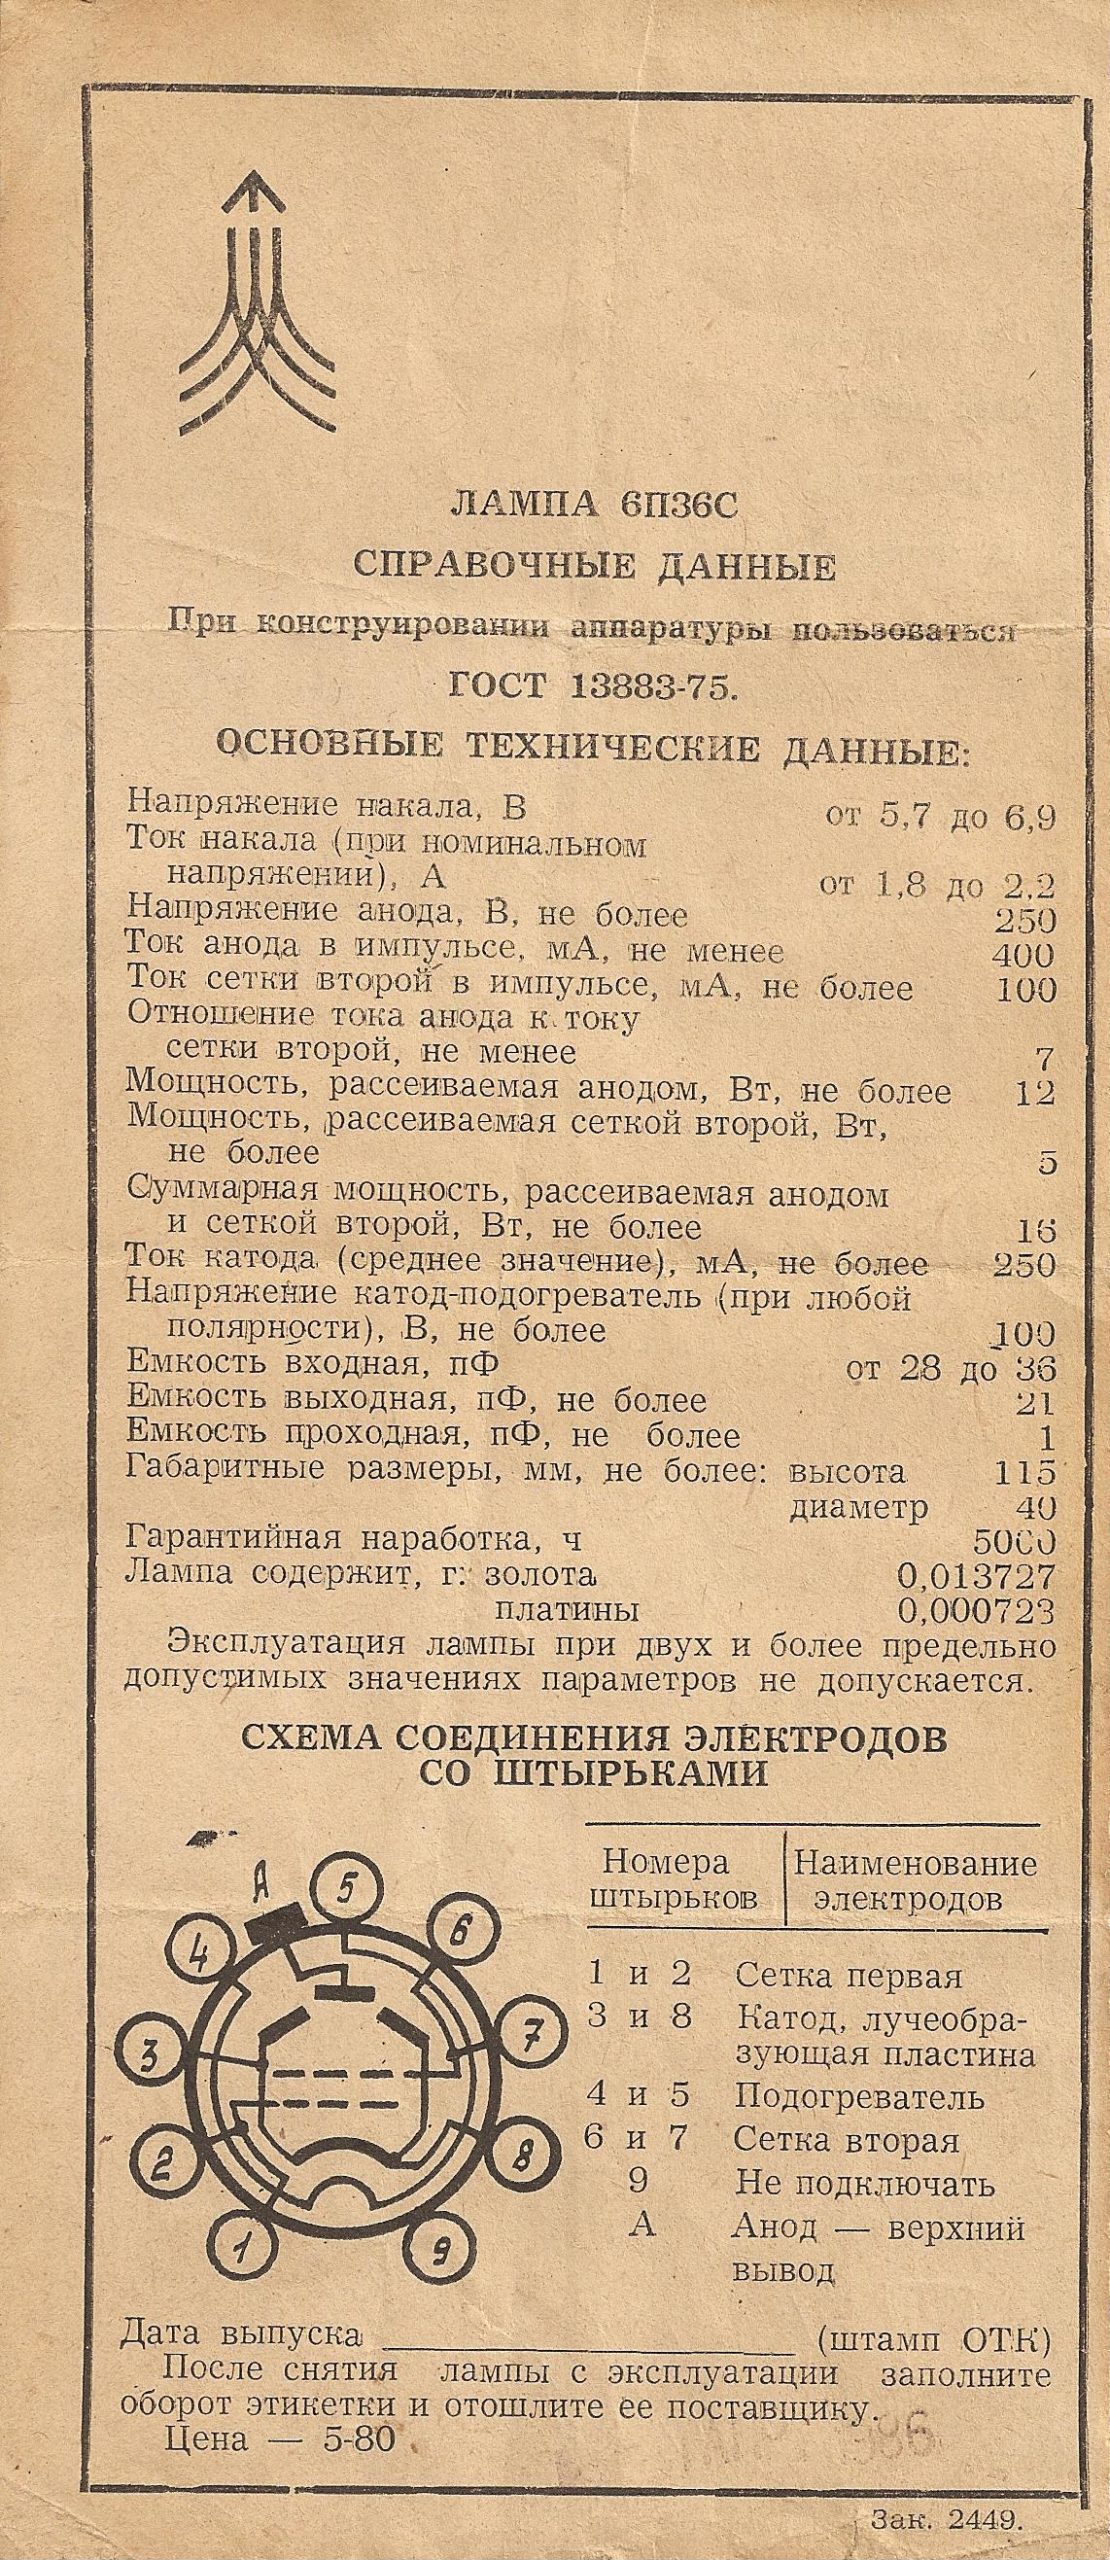 ЛАМПА 6П36С
СПРАВОЧНЫЕ ДАННЫЕ
При конструировании аппаратуры пользоваться
ГОСТ 13883-75.
ОСНОВНЫЕ ТЕХНИЧЕСКИЕ ДАННЫЕ:
Напряжение накала, В от 5,7 до 6,9
Ток накала (при номинальном
напряжений), А от 1,8 до 2,2
Напряжение анода, В, не более 250
Ток анода в импульсе, мА, не менее 400
Ток сетки второй в импульсе, мА, не более 100
Отношение тока анода к току
сетки второй, не менее 7
Мощность, рассеиваемая анодом, Вт, не более 12
Мощность, рассеиваемая сеткой второй, Вт,
не более 5
Суммарная мощность, рассеиваемая анодом
и сеткой второй, Вт, не более 16
Ток катода (среднее значение), мА, не более 250
Напряжение катод-подогреватель (при любой
полярности), В, не более 100
Емкость входная, пФ от 28 до 36
Емкость выходная, пФ, не более 21
Емкость проходная, пФ, не более 1
Габаритные размеры, мм, не более: высота 115
диаметр 40
Гарантийная наработка, ч 5000
Лампа содержит, г: золота 0,013727
платины 0,000723
Эксплуатация лампы при двух и более предельно
допустимых значениях параметров не допускается.
СХЕМА СОЕДИНЕНИЯ ЭЛЕКТРОДОВ
СО ШТЫРЬКАМИ
А
5
4
6
3
7
2
8
1
9
Номера Наименование
штырьков электродов
1 и 2 Сетка первая
3 и 8 Катод, лучеобра-
зующая пластина
4 и 5 Подогреватель
6 и 7 Сетка вторая
9 Не подключать
А Анод — верхний
вывод
Дата выпуска (штамп ОТК)
После снятия лампы с эксплуатации заполните
оборот этикетки и отошлите ее поставщику.
Цена — 5-80
Зак. 2449.